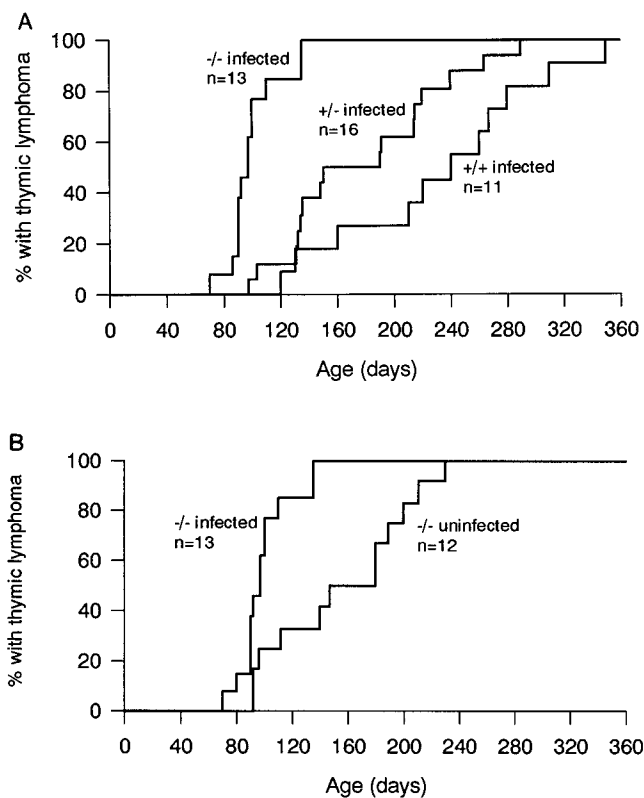 A
100
80
60
40
20
0
% with thymic lymphoma
-/- infected
n=13
+/- infected
n=16
+/+ infected
n=11
0 40 80 120 160 200 240 280 320 360
Age (days)
B
100
80
60
40
20
0
% with thymic lymphoma
-/- infected
n=13
-/- uninfected
n=12
0 40 80 120 160 200 240 280 320 360
Age (days)